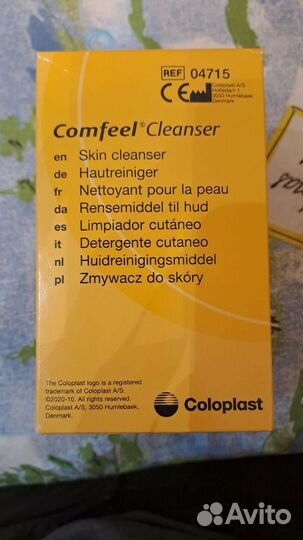 REF 04715
CE
Coloplast A/S
Holtedam 1
3050 Humlebaek
Denmark
Comfeel® Cleanser
en Skin cleanser
de Hautreiniger
fr Nettoyant pour la peau
da Rensemiddel til hud
es Limpiador cutáneo
it Detergente cutaneo
nl Huidreinigingsmiddel
pl Zmywacz do skóry
The Coloplast logo is a registered
trademark of Coloplast A/S.
©2020-10. All rights reserved.
Coloplast A/S, 3050 Humlebaek,
Denmark.
Coloplast
Avito